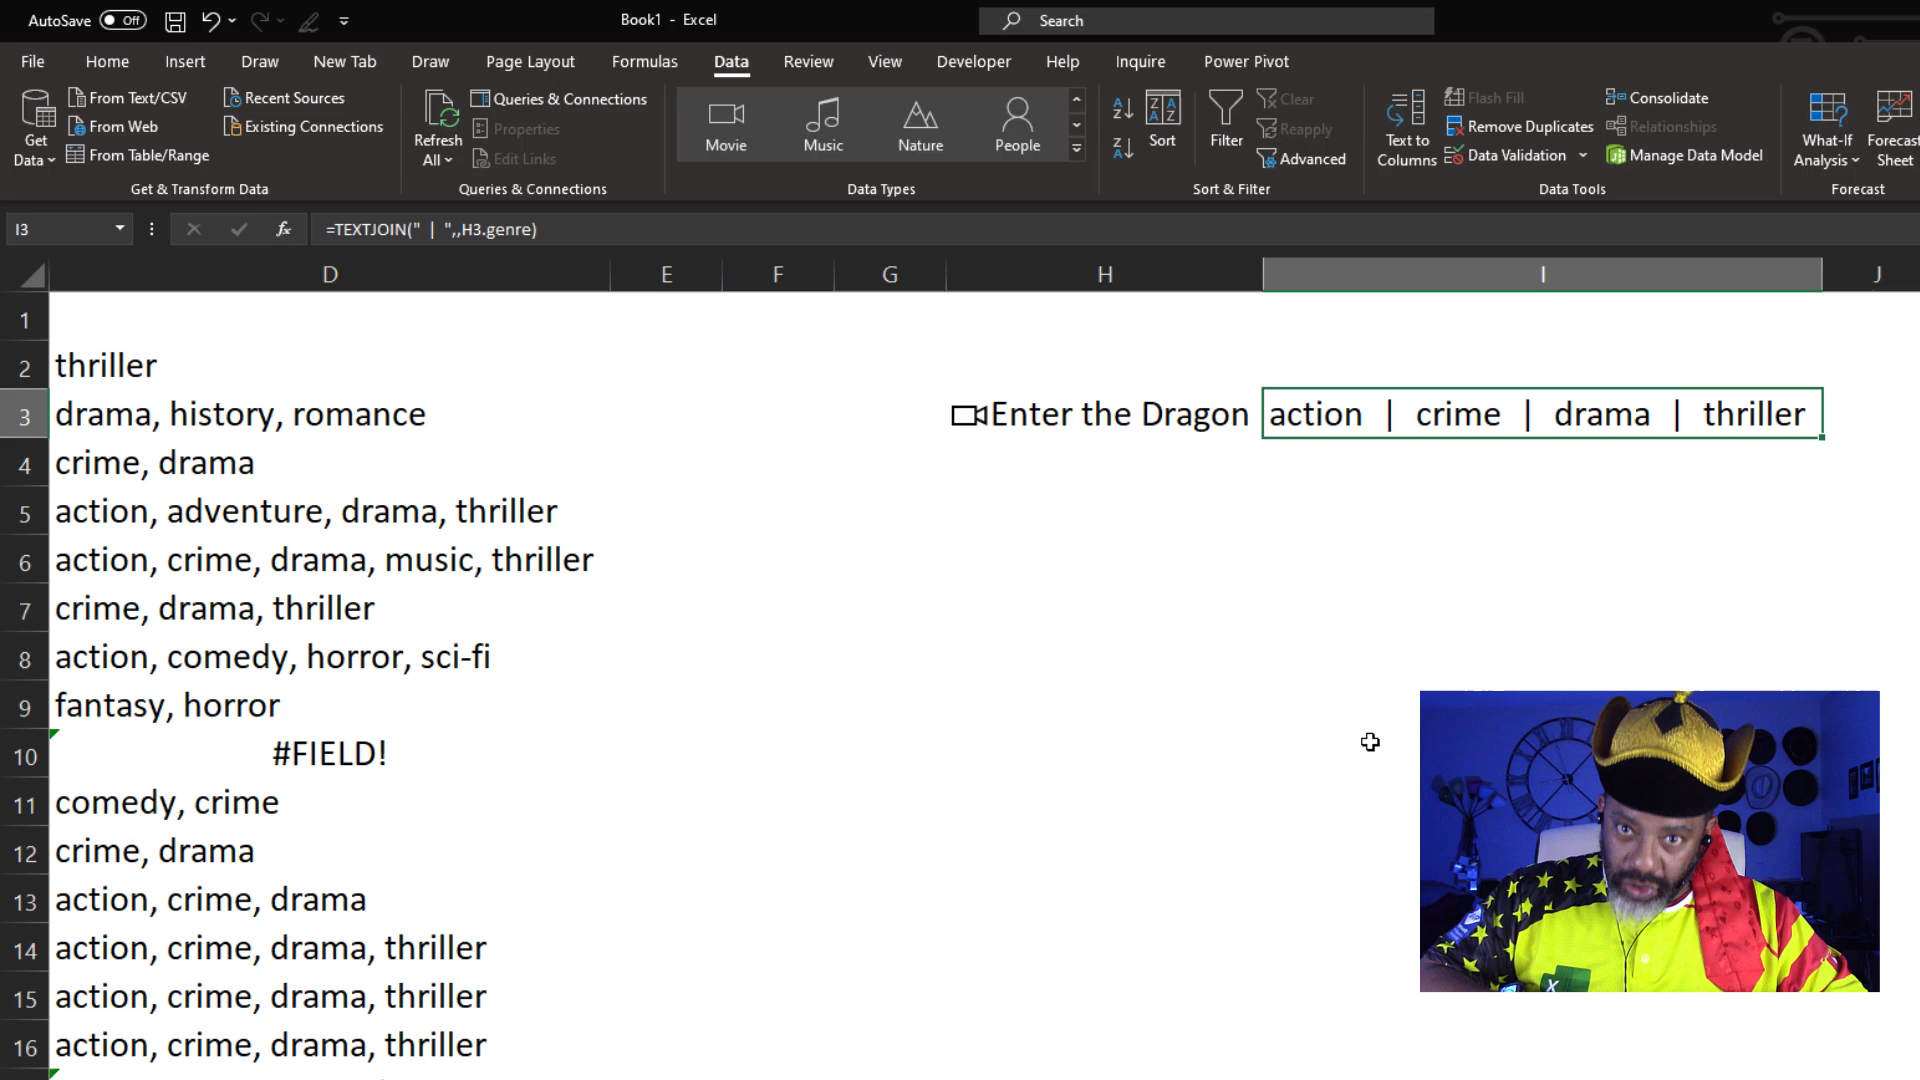 AutoSave Off
Book1 - Excel
Search
File Home Insert Draw New Tab Draw Page Layout Formulas Data Review View Developer Help Inquire Power Pivot
Get Data
From Text/CSV
From Web
From Table/Range
Recent Sources
Existing Connections
Get & Transform Data
Refresh All
Queries & Connections
Properties
Edit Links
Queries & Connections
Movie Music Nature People
Data Types
Sort
Filter
Clear
Reapply
Advanced
Sort & Filter
Text to Columns
Flash Fill
Remove Duplicates
Data Validation
Consolidate
Relationships
Manage Data Model
Data Tools
What-If Analysis
Forecast Sheet
Forecast
I3 fx =TEXTJOIN(" | ",,H3.genre)
D E F G H I J
1
2 thriller
3 drama, history, romance Enter the Dragon action | crime | drama | thriller
4 crime, drama
5 action, adventure, drama, thriller
6 action, crime, drama, music, thriller
7 crime, drama, thriller
8 action, comedy, horror, sci-fi
9 fantasy, horror
10 #FIELD!
11 comedy, crime
12 crime, drama
13 action, crime, drama
14 action, crime, drama, thriller
15 action, crime, drama, thriller
16 action, crime, drama, thriller